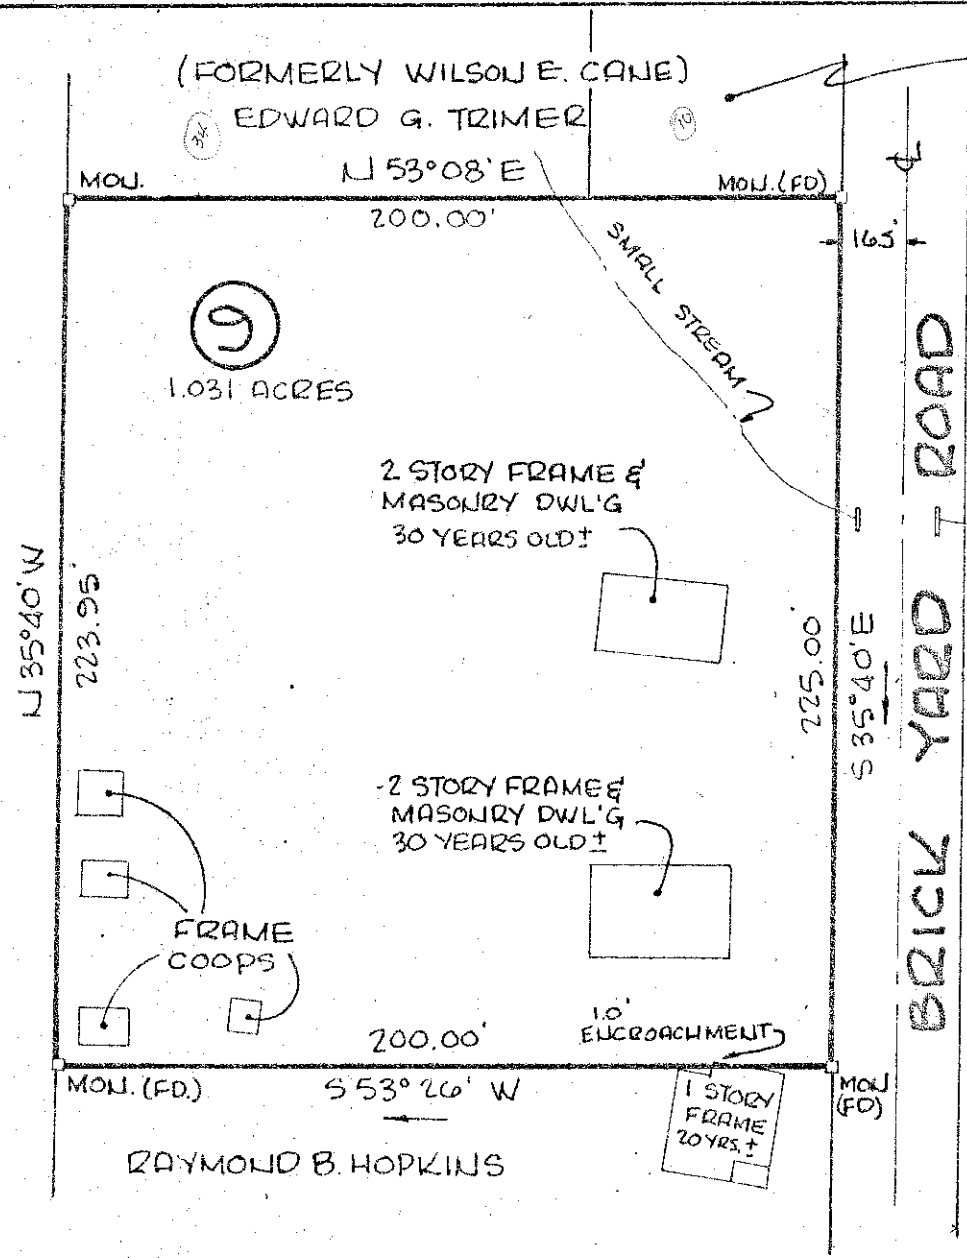 (FORMERLY WILSON E. CANE)
EDWARD G. TRIMER
34
70
N 53°08' E
MON.
MON. (FD)
200.00'
℄
16.5'
SMALL STREAM
9
1.031 ACRES
2 STORY FRAME &
MASONRY DWL'G
30 YEARS OLD ±
N 35°40' W
223.95'
225.00
S 35°40' E
BRICK YARD ROAD
2 STORY FRAME &
MASONRY DWL'G
30 YEARS OLD ±
FRAME
COOPS
1.0'
ENCROACHMENT
200.00'
MON. (FD.)
S 53° 26' W
MON
(FD)
1 STORY
FRAME
20 YRS. ±
RAYMOND B. HOPKINS